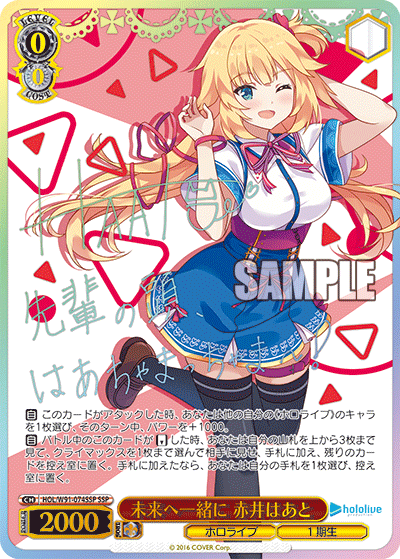 LEVEL
0
0
COST
HAATO
先輩の
はあちゃまっちゃまー!
SAMPLE
自 このカードがアタックした時、あなたは他の自分の《ホロライブ》のキャラ
を1枚選び、そのターン中、パワーを+1000。
自 バトル中のこのカードが【】した時、あなたは自分の山札を上から3枚まで
見て、クライマックスを1枚まで選んで相手に見せ、手札に加え、残りのカー
ドを控え室に置く。手札に加えたなら、あなたは自分の手札を1枚選び、控え
室に置く。
CH HOL/W91-074SSP SSP
2000
SOUL
未来へ一緒に 赤井はあと
hololive
ホロライブ
1期生
© 2016 COVER Corp.